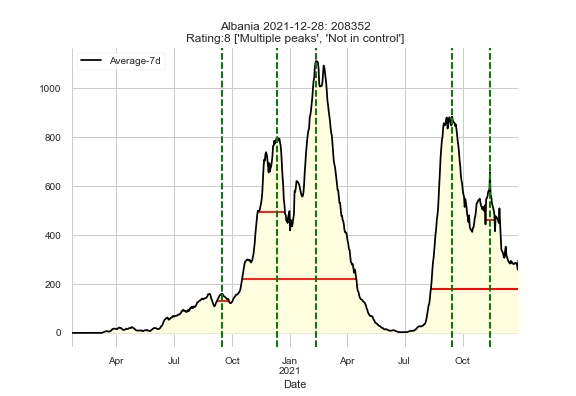 Albania 2021-12-28: 208352
Rating:8 ['Multiple peaks', 'Not in control']
Average-7d
1000
800
600
400
200
0
Apr Jul Oct Jan Apr Jul Oct
2021
Date